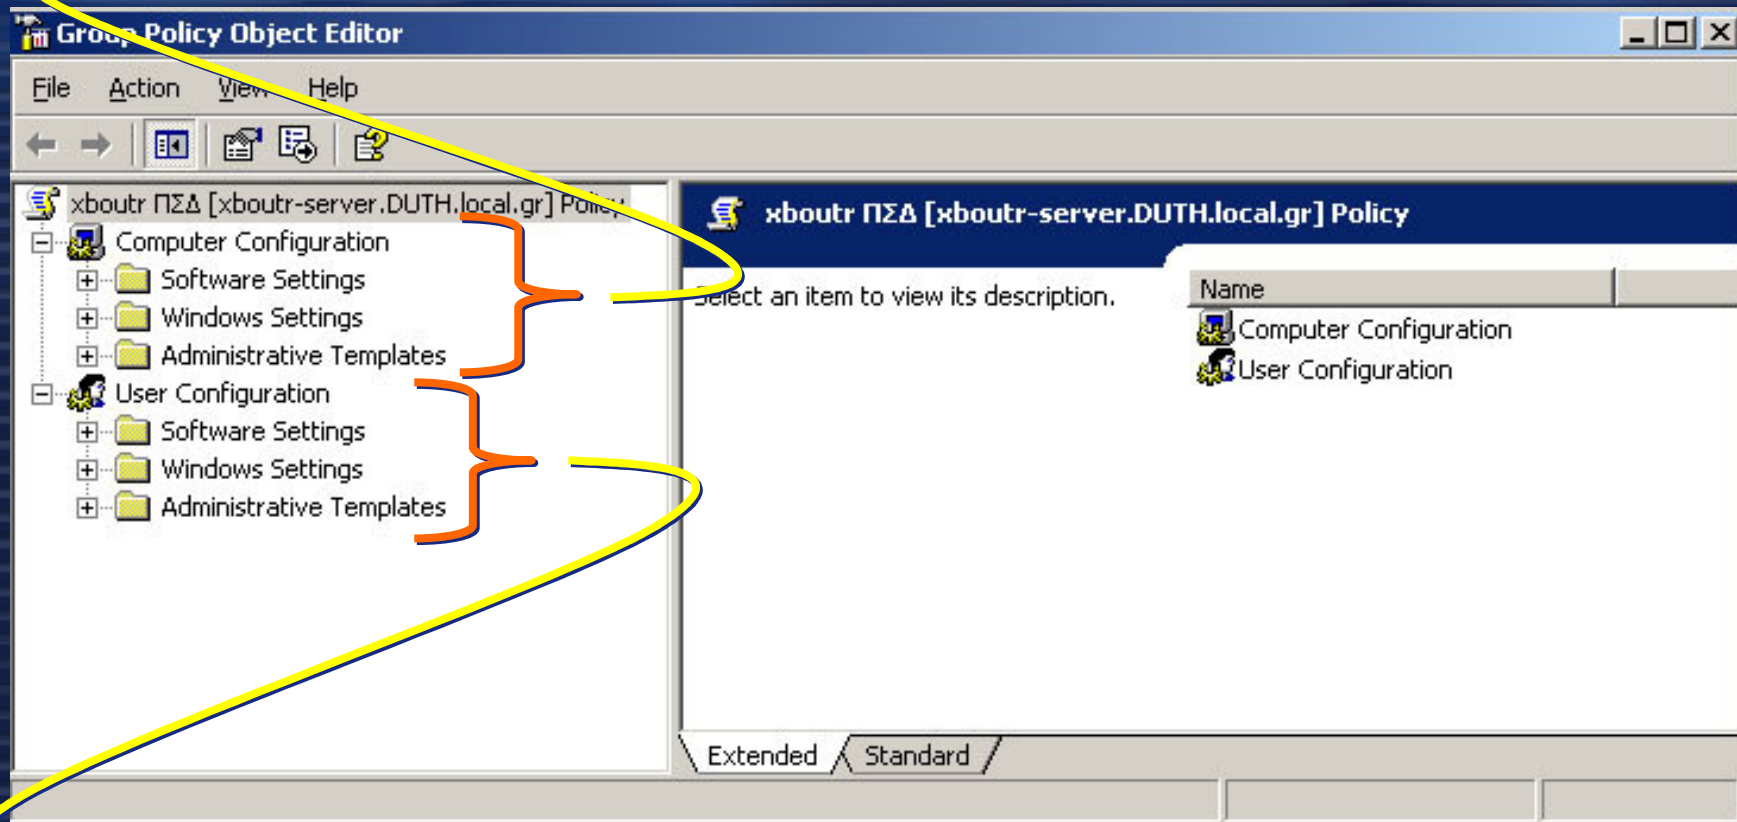 Group Policy Object Editor
File Action View Help
xboutr ΠΣΔ [xboutr-server.DUTH.local.gr] Policy
Computer Configuration
Software Settings
Windows Settings
Administrative Templates
User Configuration
Software Settings
Windows Settings
Administrative Templates
xboutr ΠΣΔ [xboutr-server.DUTH.local.gr] Policy
Select an item to view its description.
Name
Computer Configuration
User Configuration
Extended Standard